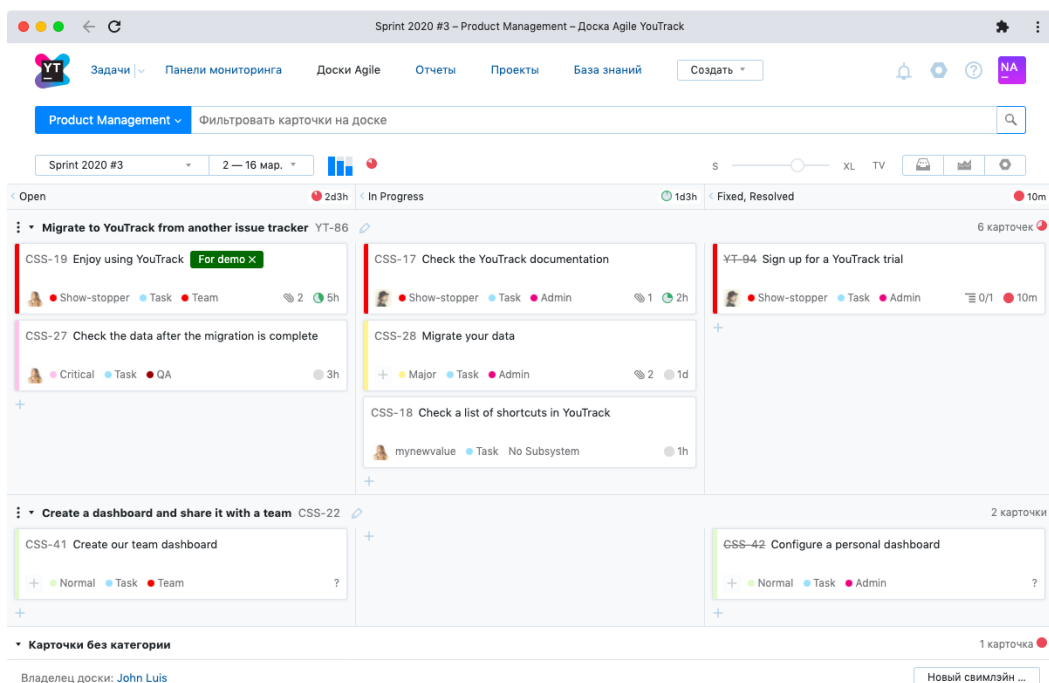 Sprint 2020 #3 – Product Management – Доска Agile YouTrack
YT Задачи Панели мониторинга Доски Agile Отчеты Проекты База знаний Создать ? NA
Product Management Фильтровать карточки на доске
Sprint 2020 #3 2 — 16 мар. S XL TV
Open 2d3h In Progress 1d3h Fixed, Resolved 10m
Migrate to YouTrack from another issue tracker YT-86 6 карточек
CSS-19 Enjoy using YouTrack For demo × CSS-17 Check the YouTrack documentation YT-94 Sign up for a YouTrack trial
Show-stopper Task Team 2 5h Show-stopper Task Admin 1 2h Show-stopper Task Admin 0/1 10m
+
CSS-27 Check the data after the migration is complete CSS-28 Migrate your data
Critical Task QA 3h + Major Task Admin 2 1d
+
CSS-18 Check a list of shortcuts in YouTrack
mynewvalue Task No Subsystem 1h
+
Create a dashboard and share it with a team CSS-22 2 карточки
CSS-41 Create our team dashboard + CSS-42 Configure a personal dashboard
+ Normal Task Team ? + Normal Task Admin ?
+ +
Карточки без категории 1 карточка
Владелец доски: John Luis Новый свимлэйн ...